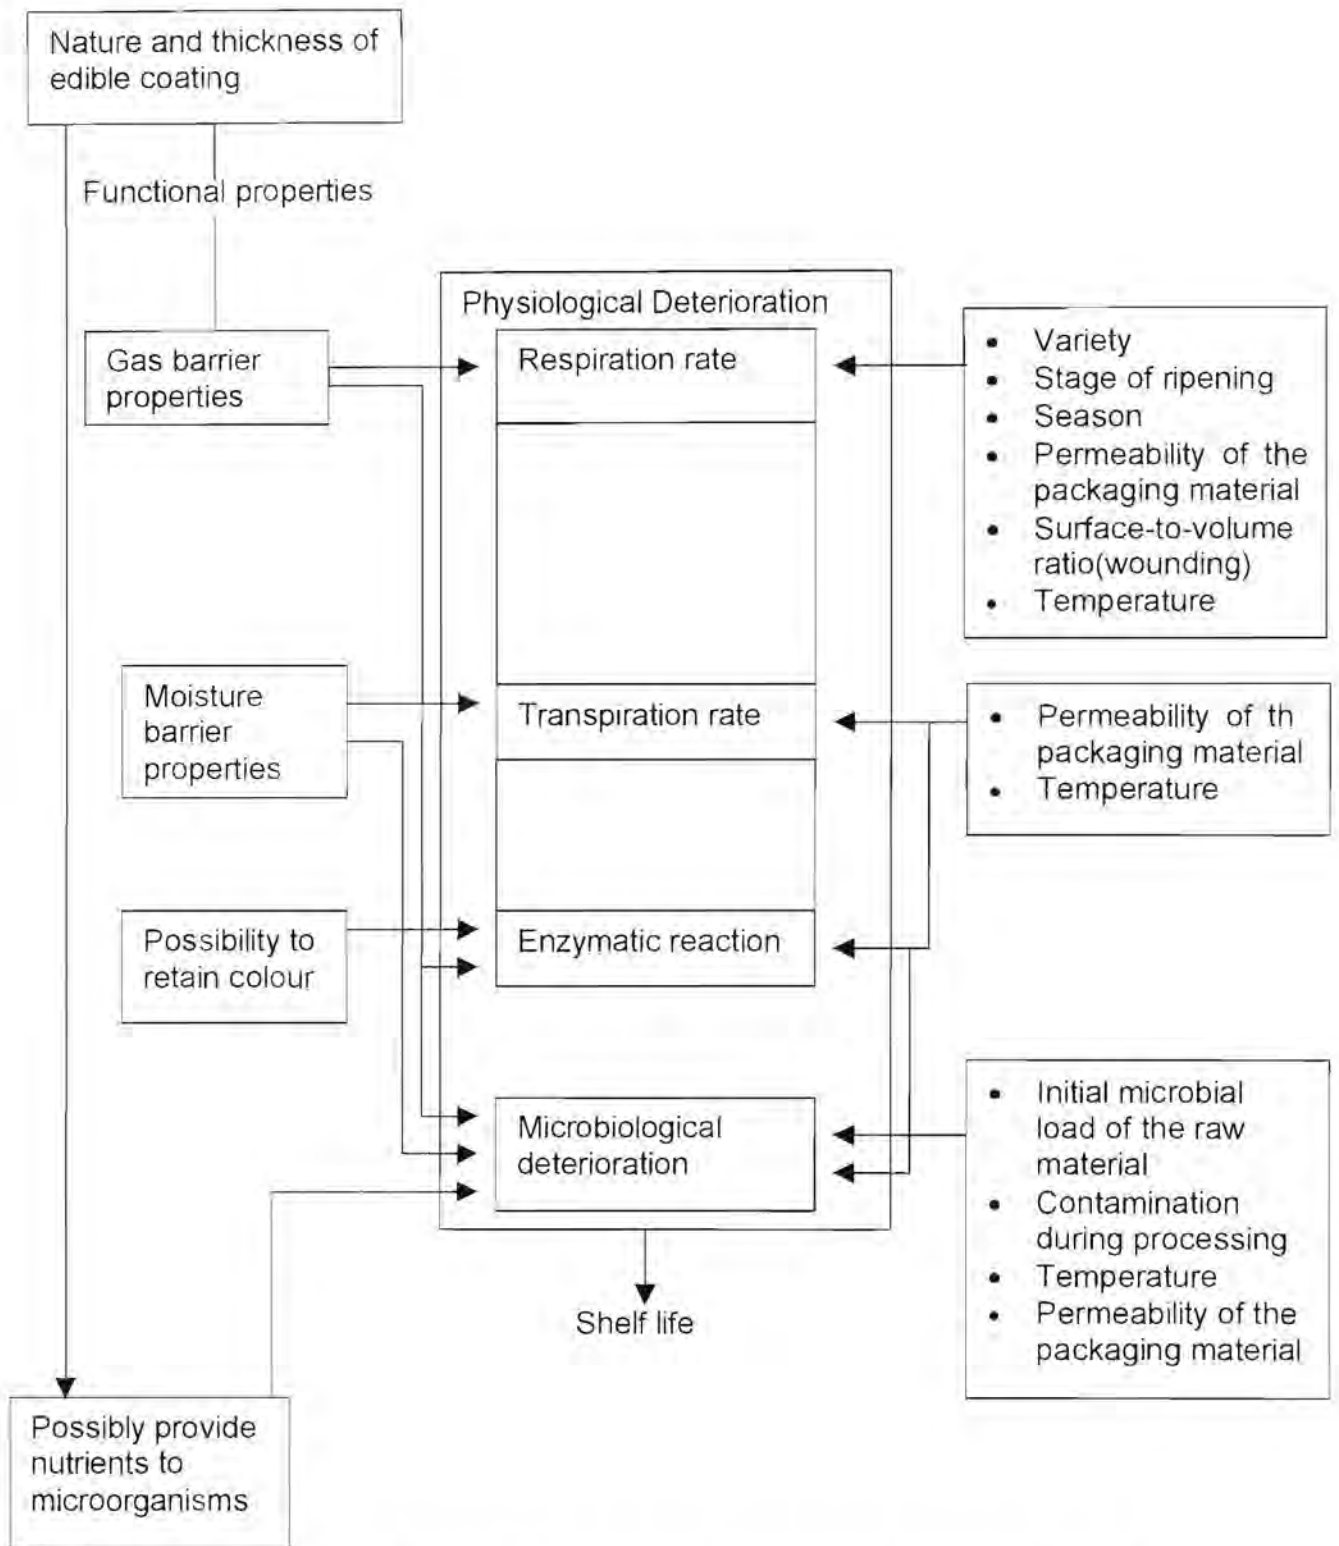 Nature and thickness of
edible coating
Functional properties
Physiological Deterioration
Gas barrier
properties
Respiration rate
• Variety
• Stage of ripening
• Season
• Permeability of the
packaging material
• Surface-to-volume
ratio(wounding)
• Temperature
Moisture
barrier
properties
Transpiration rate
• Permeability of th
packaging material
• Temperature
Possibility to
retain colour
Enzymatic reaction
Microbiological
deterioration
• Initial microbial
load of the raw
material
• Contamination
during processing
• Temperature
• Permeability of the
packaging material
Shelf life
Possibly provide
nutrients to
microorganisms